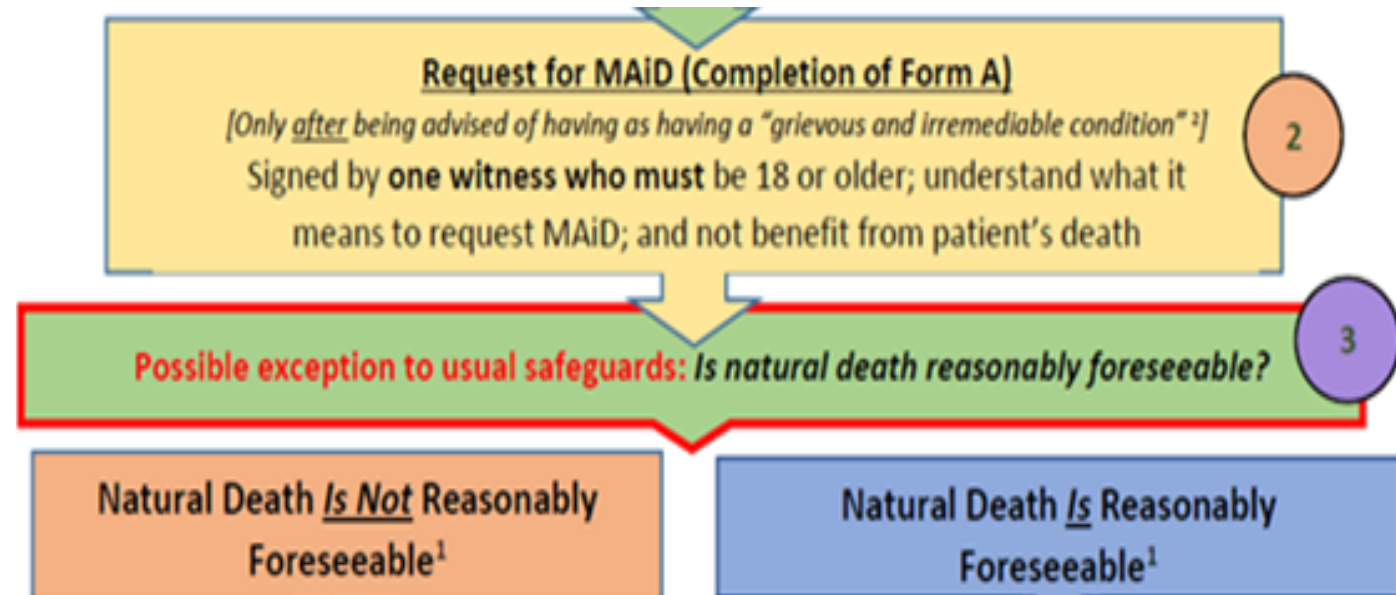 Request for MAiD (Completion of Form A)
[Only after being advised of having as having a “grievous and irremediable condition” ²]
2
Signed by one witness who must be 18 or older; understand what it
means to request MAiD; and not benefit from patient’s death
Possible exception to usual safeguards: Is natural death reasonably foreseeable?
3
Natural Death Is Not Reasonably
Foreseeable¹
Natural Death Is Reasonably
Foreseeable¹